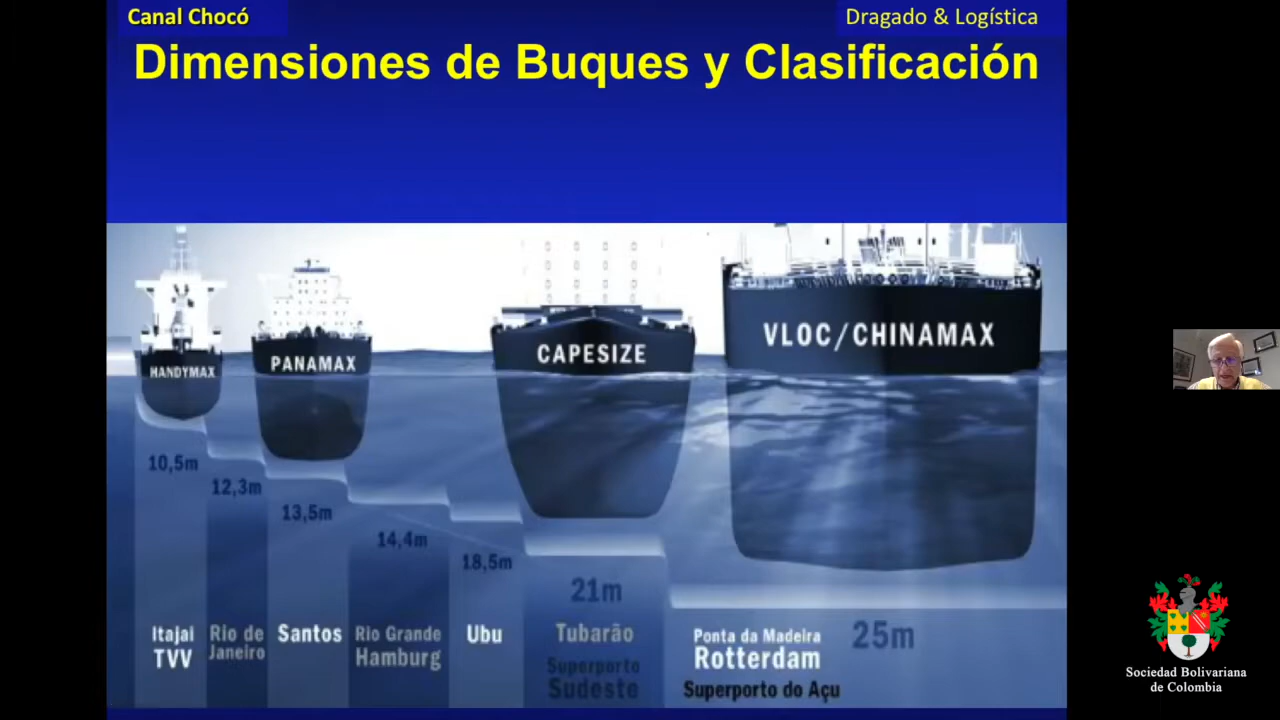 Canal Chocó
Dragado & Logística
Dimensiones de Buques y Clasificación
HANDYMAX
PANAMAX
CAPESIZE
VLOC/CHINAMAX
10,5m
12,3m
13,5m
14,4m
18,5m
21m
25m
Itajai
TVV
Rio de
Janeiro
Santos
Rio Grande
Hamburg
Ubu
Tubarão
Superporto
Sudeste
Ponta da Madeira
Rotterdam
Superporto do Açu
Sociedad Bolivariana
de Colombia